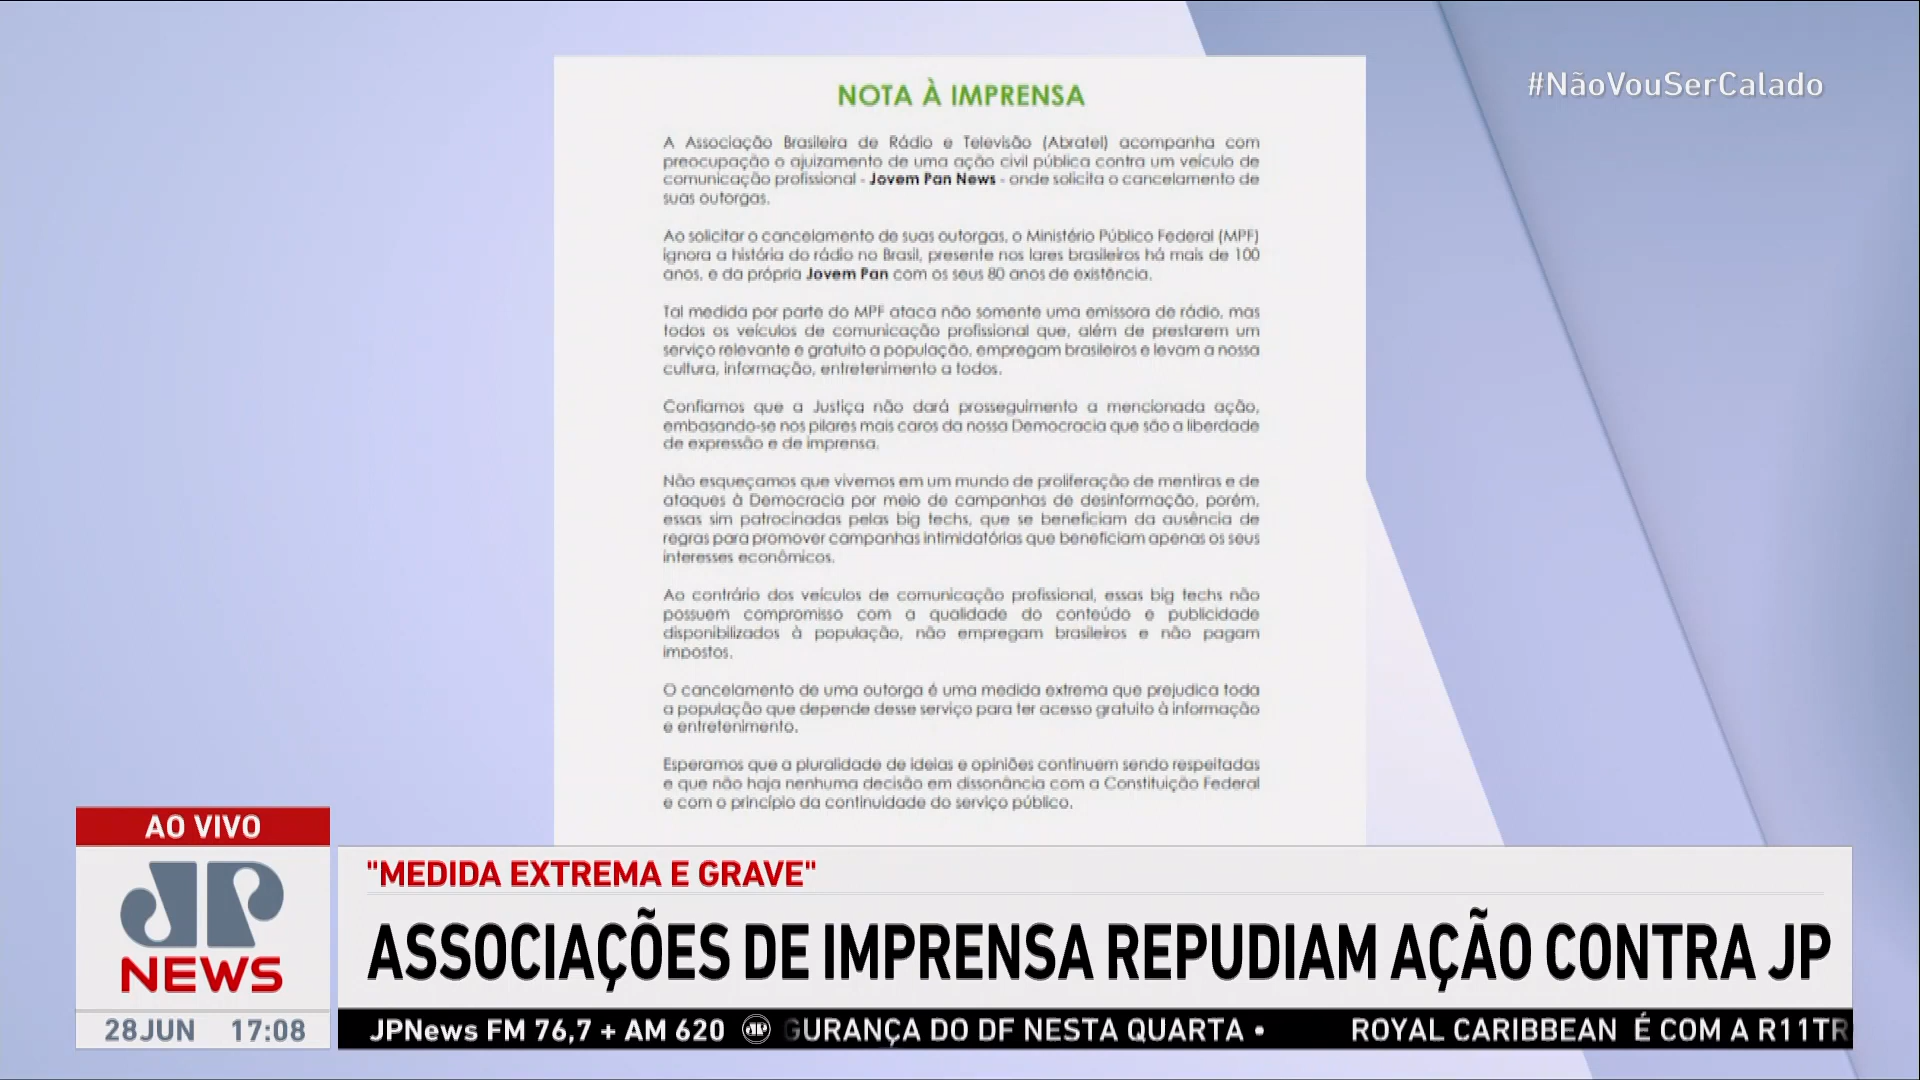 #NãoVouSerCalado
NOTA À IMPRENSA
A Associação Brasileira de Rádio e Televisão (Abratel) acompanha com
preocupação o ajuizamento de uma ação civil pública contra um veículo de
comunicação profissional - Jovem Pan News - onde solicita o cancelamento de
suas outorgas.
Ao solicitar o cancelamento de suas outorgas, o Ministério Público Federal (MPF)
ignora a história do rádio no Brasil, presente nos lares brasileiros há mais de 100
anos, e da própria Jovem Pan com os seus 80 anos de existência.
Tal medida por parte do MPF ataca não somente uma emissora de rádio, mas
todos os veículos de comunicação profissional que, além de prestarem um
serviço relevante e gratuito a população, empregam brasileiros e levam a nossa
cultura, informação, entretenimento a todos.
Confiamos que a Justiça não dará prosseguimento a mencionada ação,
embasando-se nos pilares mais caros da nossa Democracia que são a liberdade
de expressão e de imprensa.
Não esqueçamos que vivemos em um mundo de proliferação de mentiras e de
ataques à Democracia por meio de campanhas de desinformação, porém,
essas sim patrocinadas pelas big techs, que se beneficiam da ausência de
regras para promover campanhas intimidatórias que beneficiam apenas os seus
interesses econômicos.
Ao contrário dos veículos de comunicação profissional, essas big techs não
possuem compromisso com a qualidade do conteúdo e publicidade
disponibilizados à população, não empregam brasileiros e não pagam
impostos.
O cancelamento de uma outorga é uma medida extrema que prejudica toda
a população que depende desse serviço para ter acesso gratuito à informação
e entretenimento.
Esperamos que a pluralidade de ideias e opiniões continuem sendo respeitadas
e que não haja nenhuma decisão em dissonância com a Constituição Federal
e com o princípio da continuidade do serviço público.
AO VIVO
JP
NEWS
28JUN 17:08
"MEDIDA EXTREMA E GRAVE"
ASSOCIAÇÕES DE IMPRENSA REPUDIAM AÇÃO CONTRA JP
JPNews FM 76,7 + AM 620 JP GURANÇA DO DF NESTA QUARTA • ROYAL CARIBBEAN É COM A R11TR